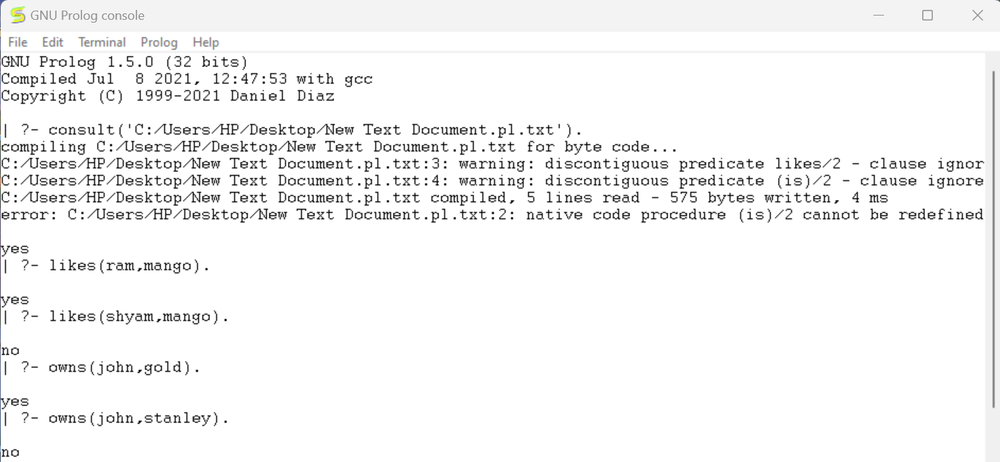 GNU Prolog console
File Edit Terminal Prolog Help
GNU Prolog 1.5.0 (32 bits)
Compiled Jul  8 2021, 12:47:53 with gcc
Copyright (C) 1999-2021 Daniel Diaz
| ?- consult('C:/Users/HP/Desktop/New Text Document.pl.txt').
compiling C:/Users/HP/Desktop/New Text Document.pl.txt for byte code...
C:/Users/HP/Desktop/New Text Document.pl.txt:3: warning: discontiguous predicate likes/2 - clause ignor
C:/Users/HP/Desktop/New Text Document.pl.txt:4: warning: discontiguous predicate (is)/2 - clause ignore
C:/Users/HP/Desktop/New Text Document.pl.txt compiled, 5 lines read - 575 bytes written, 4 ms
error: C:/Users/HP/Desktop/New Text Document.pl.txt:2: native code procedure (is)/2 cannot be redefined
yes
| ?- likes(ram,mango).
yes
| ?- likes(shyam,mango).
no
| ?- owns(john,gold).
yes
| ?- owns(john,stanley).
no